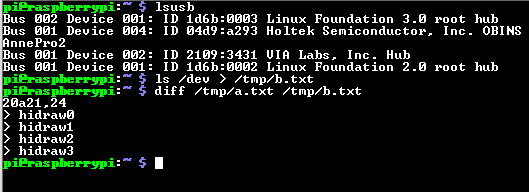 pi@raspberrypi:~ $ lsusb
Bus 002 Device 001: ID 1d6b:0003 Linux Foundation 3.0 root hub
Bus 001 Device 004: ID 04d9:a293 Holtek Semiconductor, Inc. OBINS
AnnePro2
Bus 001 Device 002: ID 2109:3431 VIA Labs, Inc. Hub
Bus 001 Device 001: ID 1d6b:0002 Linux Foundation 2.0 root hub
pi@raspberrypi:~ $ ls /dev > /tmp/b.txt
pi@raspberrypi:~ $ diff /tmp/a.txt /tmp/b.txt
20a21,24
> hidraw0
> hidraw1
> hidraw2
> hidraw3
pi@raspberrypi:~ $